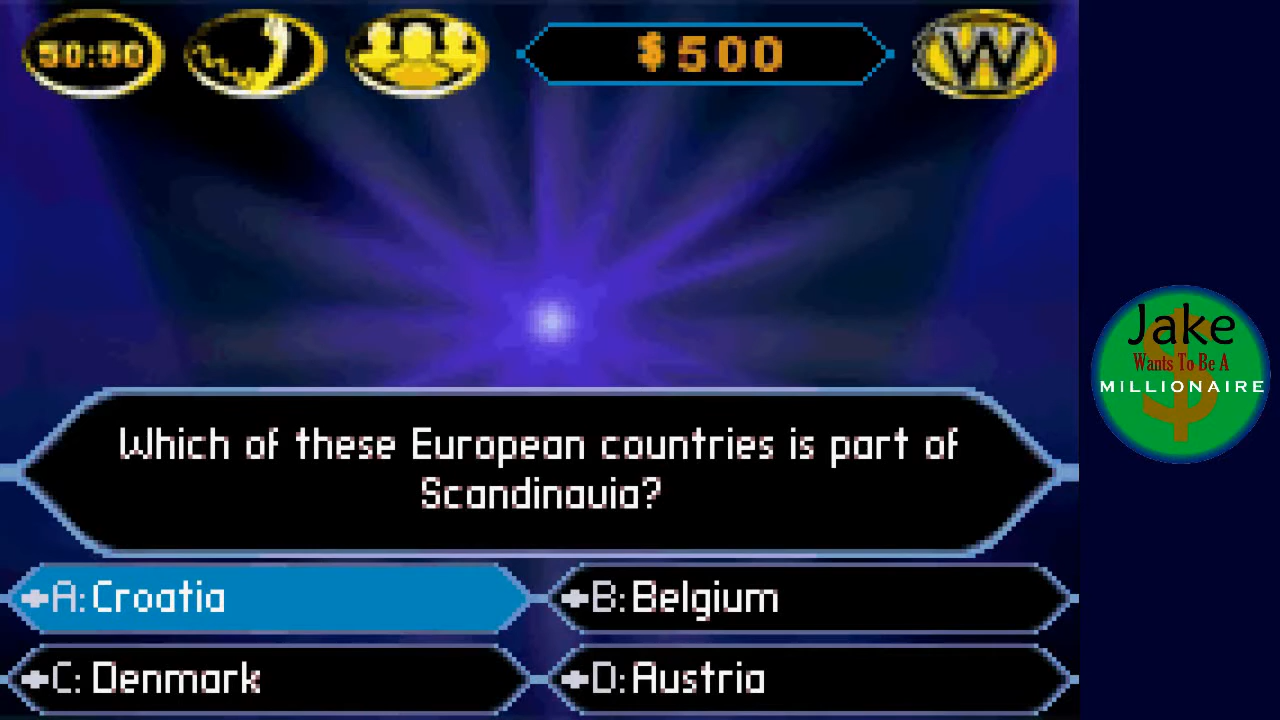 50:50
$500
W
Which of these European countries is part of
Scandinavia?
A: Croatia
B: Belgium
C: Denmark
D: Austria
Jake
Wants To Be A
MILLIONAIRE